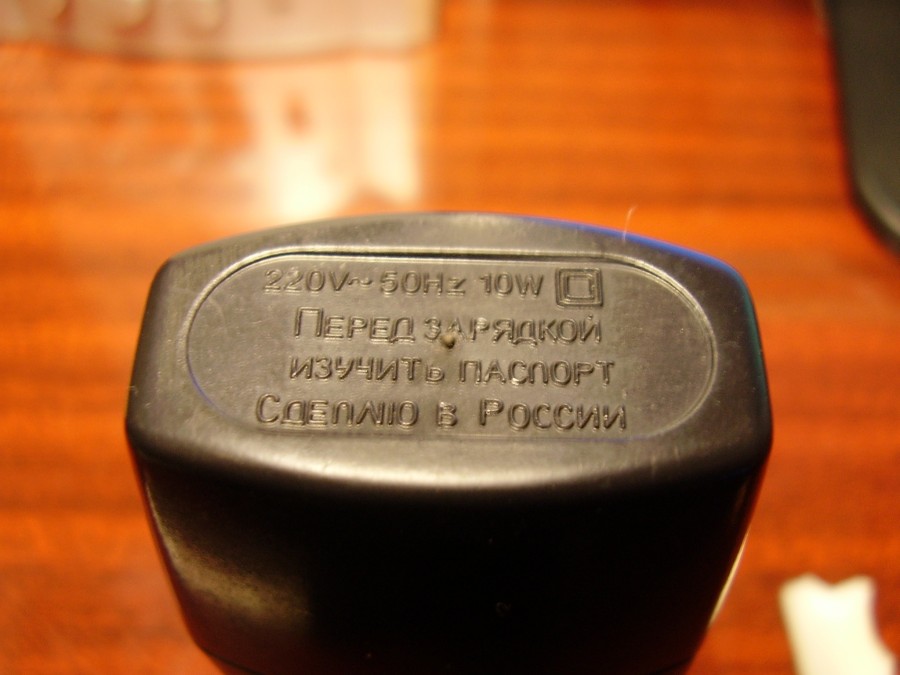 220V~ 50Hz 10W
Перед зарядкой
изучить паспорт
Сделано в России